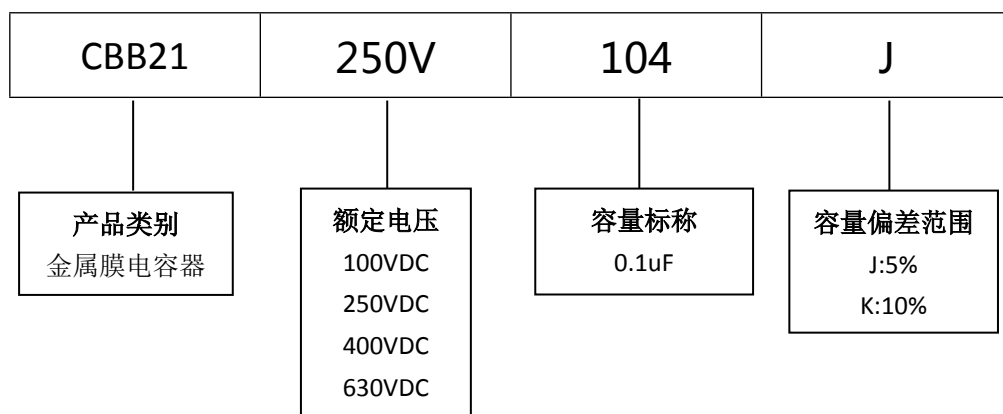 CBB21 250V 104 J
产品类别
金属膜电容器
额定电压
100VDC
250VDC
400VDC
630VDC
容量标称
0.1uF
容量偏差范围
J:5%
K:10%